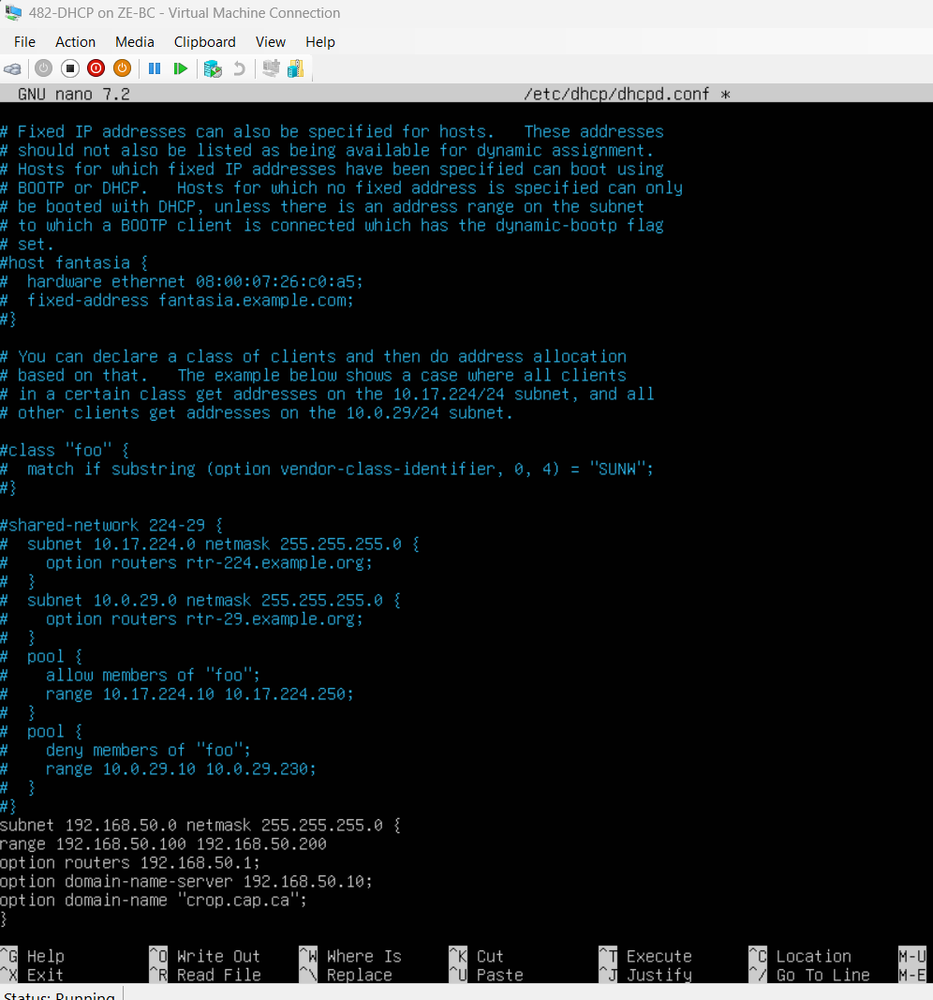 482-DHCP on ZE-BC - Virtual Machine Connection
File Action Media Clipboard View Help
GNU nano 7.2 /etc/dhcp/dhcpd.conf *
# Fixed IP addresses can also be specified for hosts.   These addresses
# should not also be listed as being available for dynamic assignment.
# Hosts for which fixed IP addresses have been specified can boot using
# BOOTP or DHCP.   Hosts for which no fixed address is specified can only
# be booted with DHCP, unless there is an address range on the subnet
# to which a BOOTP client is connected which has the dynamic-bootp flag
# set.
#host fantasia {
#  hardware ethernet 08:00:07:26:c0:a5;
#  fixed-address fantasia.example.com;
#}
# You can declare a class of clients and then do address allocation
# based on that.   The example below shows a case where all clients
# in a certain class get addresses on the 10.17.224/24 subnet, and all
# other clients get addresses on the 10.0.29/24 subnet.
#class "foo" {
#  match if substring (option vendor-class-identifier, 0, 4) = "SUNW";
#}
#shared-network 224-29 {
#  subnet 10.17.224.0 netmask 255.255.255.0 {
#    option routers rtr-224.example.org;
#  }
#  subnet 10.0.29.0 netmask 255.255.255.0 {
#    option routers rtr-29.example.org;
#  }
#  pool {
#    allow members of "foo";
#    range 10.17.224.10 10.17.224.250;
#  }
#  pool {
#    deny members of "foo";
#    range 10.0.29.10 10.0.29.230;
#  }
#}
subnet 192.168.50.0 netmask 255.255.255.0 {
range 192.168.50.100 192.168.50.200
option routers 192.168.50.1;
option domain-name-server 192.168.50.10;
option domain-name "crop.cap.ca";
}
^G Help ^O Write Out ^W Where Is ^K Cut ^T Execute ^C Location M-U
^X Exit ^R Read File ^\ Replace ^U Paste ^J Justify ^/ Go To Line M-E
Status: Running